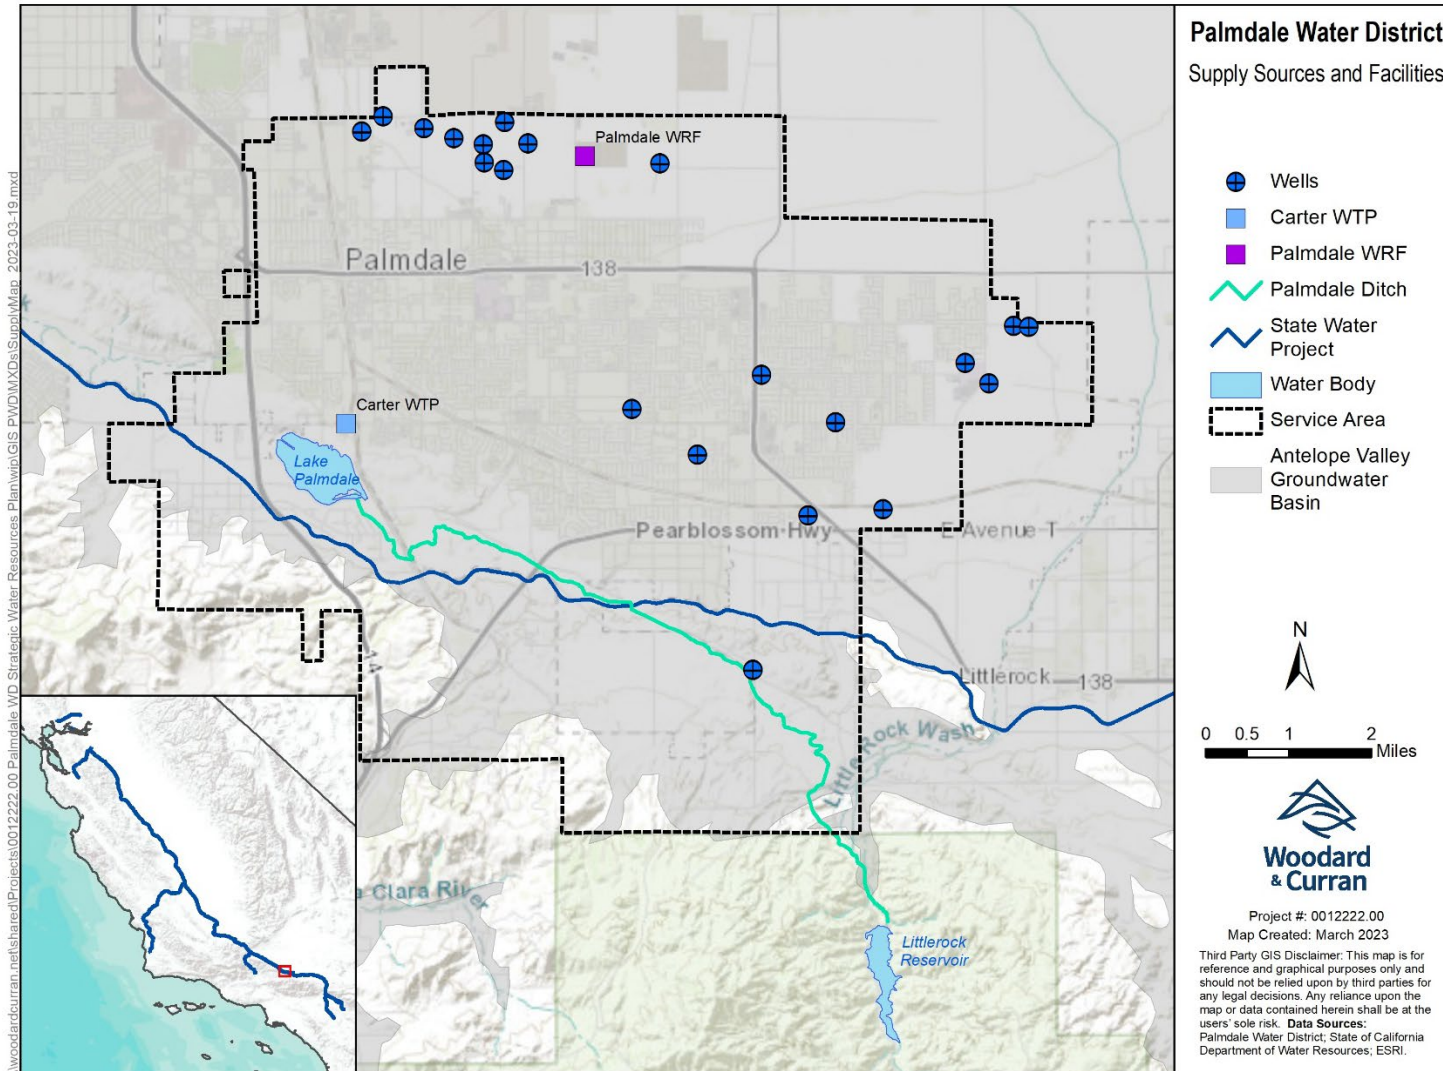 Palmdale Water District
Supply Sources and Facilities
Wells
Carter WTP
Palmdale WRF
Palmdale Ditch
State Water
Project
Water Body
Service Area
Antelope Valley
Groundwater
Basin
N
0 0.5 1 2
Miles
Woodard
& Curran
Project #: 0012222.00
Map Created: March 2023
Third Party GIS Disclaimer: This map is for
reference and graphical purposes only and
should not be relied upon by third parties for
any legal decisions. Any reliance upon the
map or data contained herein shall be at the
users' sole risk. Data Sources:
Palmdale Water District; State of California
Department of Water Resources; ESRI.
Palmdale WRF
Palmdale
138
Carter WTP
Lake
Palmdale
Pearblossom Hwy
E Avenue T
14
Littlerock
138
Littlerock Wash
a Clara River
Littlerock
Reservoir
\woodardcurran.net\shared\Projects\0012222.00 Palmdale WD Strategic Water Resources Plan\wip\GIS PWD\MXDs\SupplyMap_2023-03-19.mxd